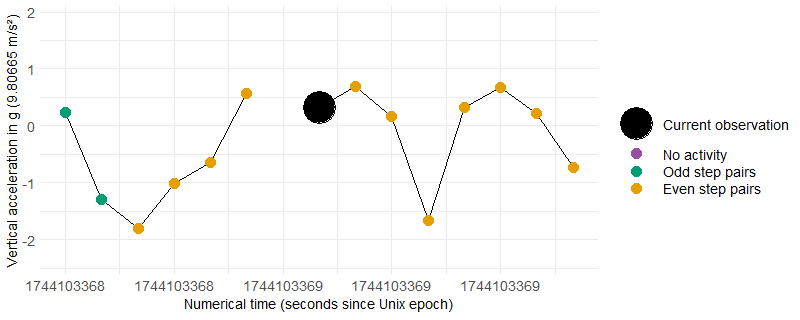 Vertical acceleration in g (9.80665 m/s²)
2
1
0
-1
-2
1744103368
1744103368
1744103369
1744103369
1744103369
Numerical time (seconds since Unix epoch)
Current observation
No activity
Odd step pairs
Even step pairs